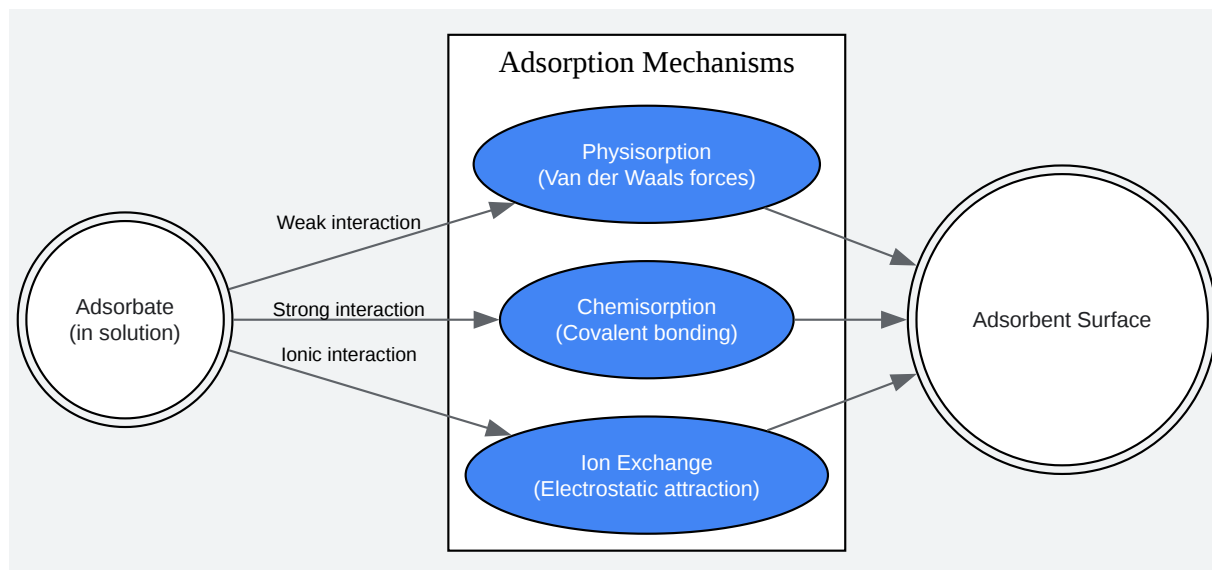 Adsorption Mechanisms
Physisorption
(Van der Waals forces)
Weak interaction
Adsorbate
(in solution)
Strong interaction
Chemisorption
(Covalent bonding)
Adsorbent Surface
Ionic interaction
Ion Exchange
(Electrostatic attraction)